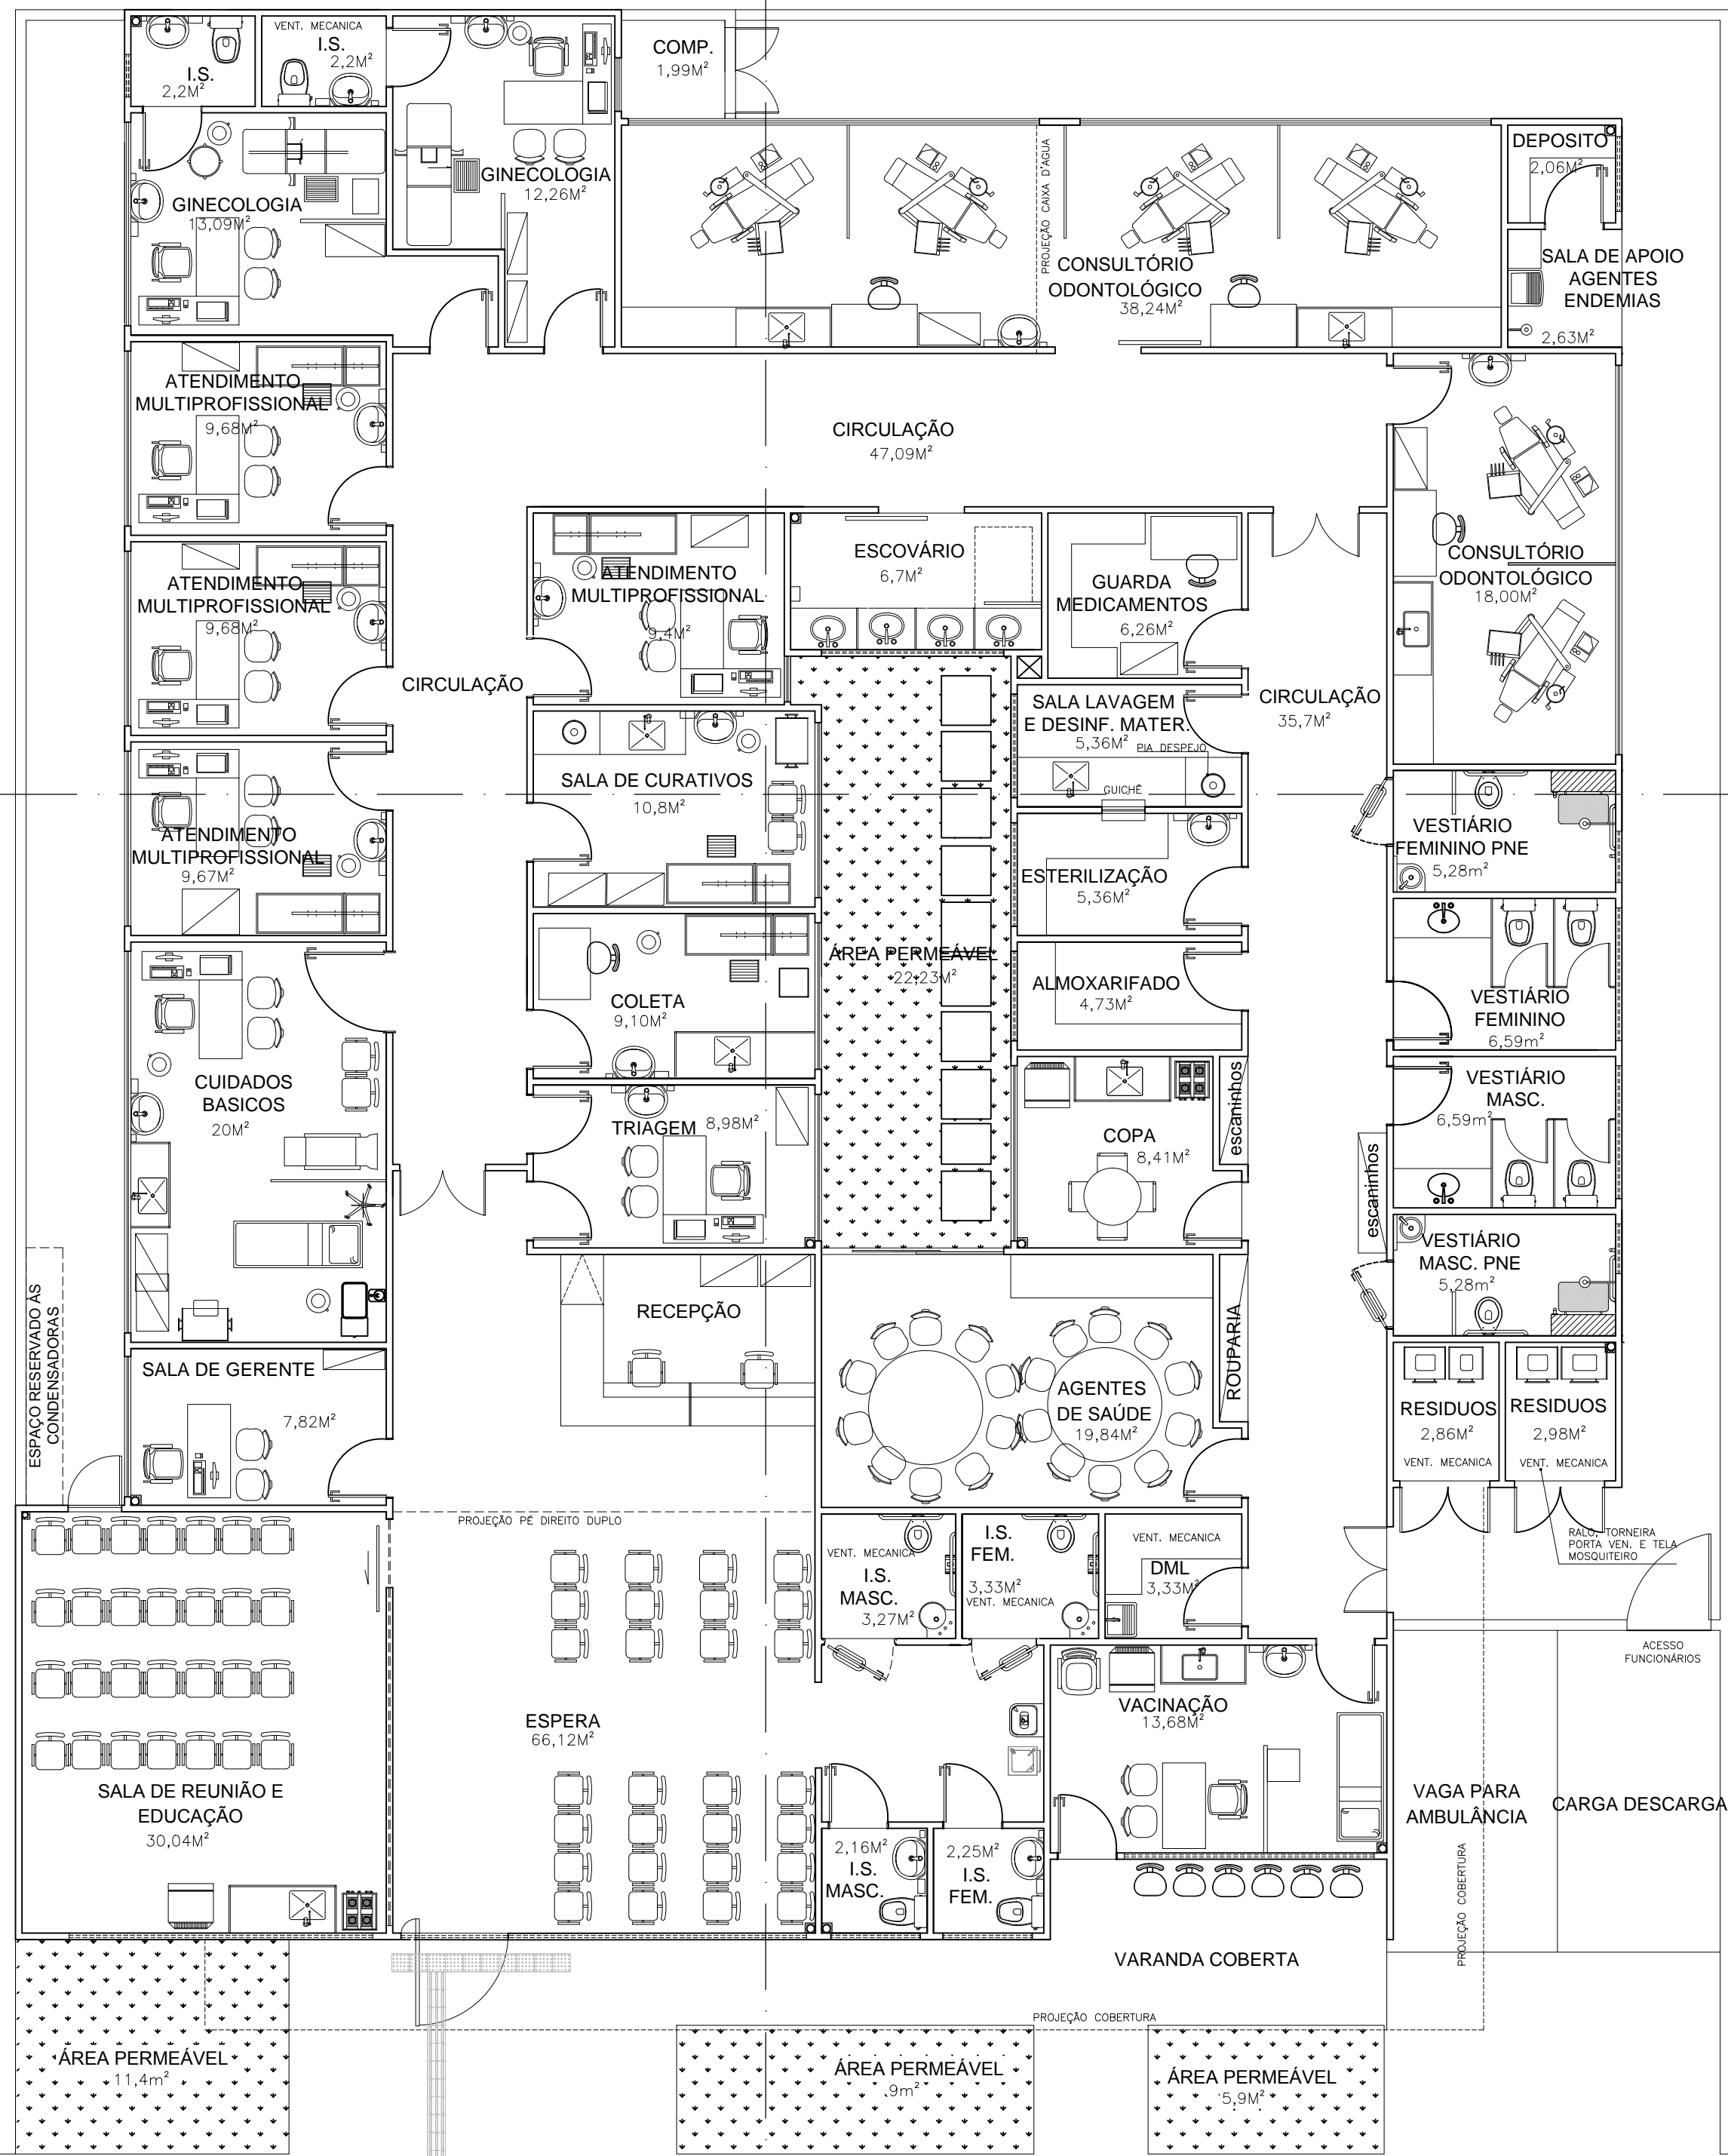 VENT. MECANICA
I.S.
2,2M²
I.S.
2,2M²
COMP.
1,99M²
GINECOLOGIA
12,26M²
GINECOLOGIA
13,09M²
PROJEÇÃO CAIXA D'AGUA
DEPOSITO
2,06M²
CONSULTÓRIO
ODONTOLÓGICO
38,24M²
SALA DE APOIO
AGENTES
ENDEMIAS
2,63M²
ATENDIMENTO
MULTIPROFISSIONAL
9,68M²
CIRCULAÇÃO
47,09M²
ATENDIMENTO
MULTIPROFISSIONAL
9,68M²
ATENDIMENTO
MULTIPROFISSIONAL
9,4M²
ESCOVÁRIO
6,7M²
GUARDA
MEDICAMENTOS
6,26M²
CONSULTÓRIO
ODONTOLÓGICO
18,00M²
CIRCULAÇÃO
SALA LAVAGEM
E DESINF. MATER.
5,36M²
PIA DESPEJO
GUICHÊ
CIRCULAÇÃO
35,7M²
SALA DE CURATIVOS
10,8M²
ATENDIMENTO
MULTIPROFISSIONAL
9,67M²
VESTIÁRIO
FEMININO PNE
5,28m²
ESTERILIZAÇÃO
5,36M²
ÁREA PERMEÁVEL
22,23M²
COLETA
9,10M²
ALMOXARIFADO
4,73M²
VESTIÁRIO
FEMININO
6,59m²
CUIDADOS
BASICOS
20M²
TRIAGEM
8,98M²
COPA
8,41M²
escaninhos
VESTIÁRIO
MASC.
6,59m²
escaninhos
VESTIÁRIO
MASC. PNE
5,28m²
ESPAÇO RESERVADO ÀS
CONDENSADORAS
RECEPÇÃO
ROUPARIA
SALA DE GERENTE
7,82M²
AGENTES
DE SAÚDE
19,84M²
RESIDUOS
2,86M²
VENT. MECANICA
RESIDUOS
2,98M²
VENT. MECANICA
PROJEÇÃO PÉ DIREITO DUPLO
VENT. MECANICA
I.S.
MASC.
3,27M²
I.S.
FEM.
3,33M²
VENT. MECANICA
VENT. MECANICA
DML
3,33M²
RALO, TORNEIRA
PORTA VEN. E TELA
MOSQUITEIRO
ACESSO
FUNCIONÁRIOS
ESPERA
66,12M²
VACINAÇÃO
13,68M²
SALA DE REUNIÃO E
EDUCAÇÃO
30,04M²
2,16M²
I.S.
MASC.
2,25M²
I.S.
FEM.
VAGA PARA
AMBULÂNCIA
CARGA DESCARGA
PROJEÇÃO COBERTURA
VARANDA COBERTA
PROJEÇÃO COBERTURA
ÁREA PERMEÁVEL
11,4m²
ÁREA PERMEÁVEL
9m²
ÁREA PERMEÁVEL
5,9M²